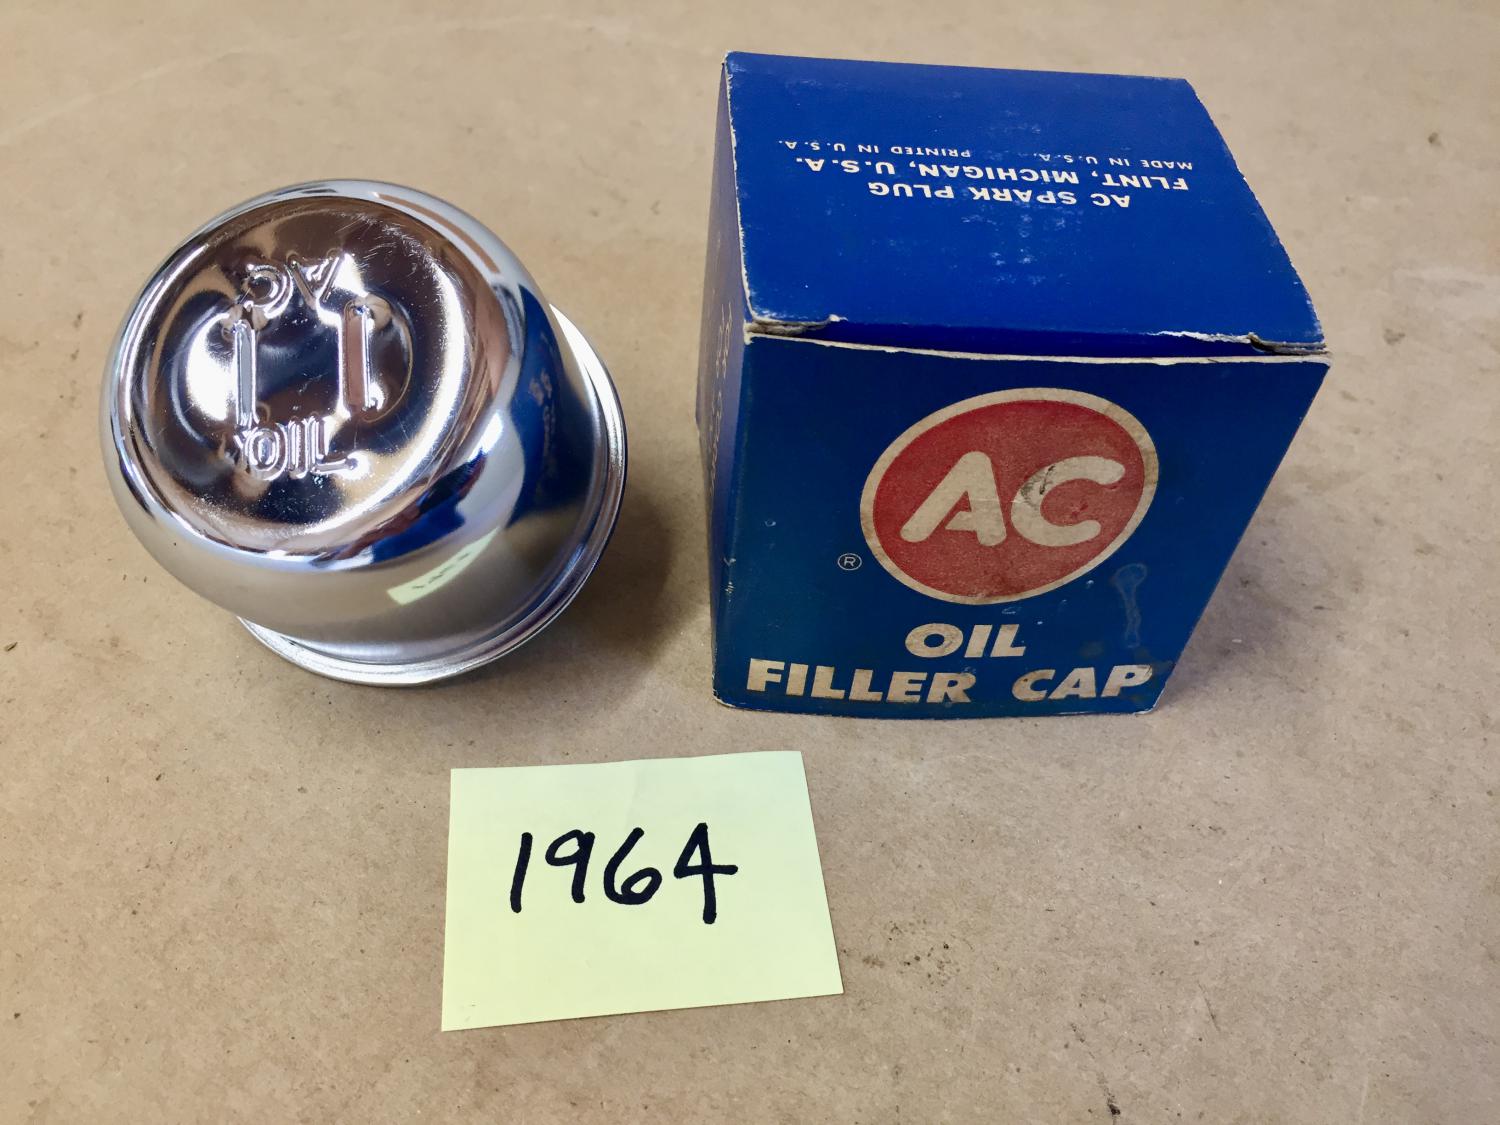 AC
OIL
AC SPARK PLUG
FLINT, MICHIGAN, U.S.A.
MADE IN U.S.A. PRINTED IN U.S.A.
AC
®
OIL
FILLER CAP
1964